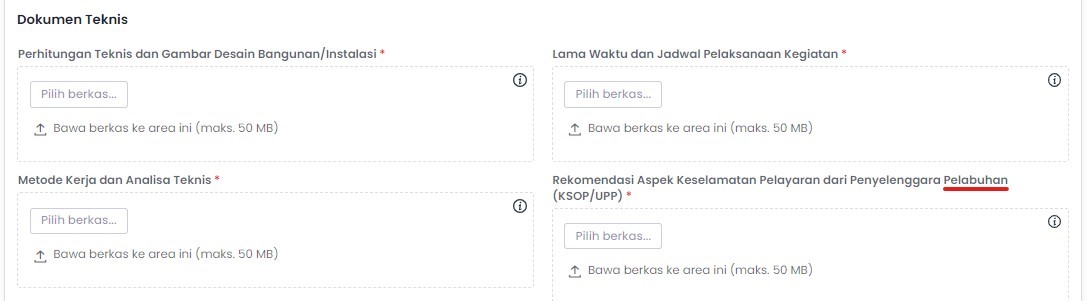 Dokumen Teknis
Perhitungan Teknis dan Gambar Desain Bangunan/Instalasi *
Pilih berkas...
Bawa berkas ke area ini (maks. 50 MB)
Lama Waktu dan Jadwal Pelaksanaan Kegiatan *
Pilih berkas...
Bawa berkas ke area ini (maks. 50 MB)
Metode Kerja dan Analisa Teknis *
Pilih berkas...
Bawa berkas ke area ini (maks. 50 MB)
Rekomendasi Aspek Keselamatan Pelayaran dari Penyelenggara Pelabuhan
(KSOP/UPP) *
Pilih berkas...
Bawa berkas ke area ini (maks. 50 MB)